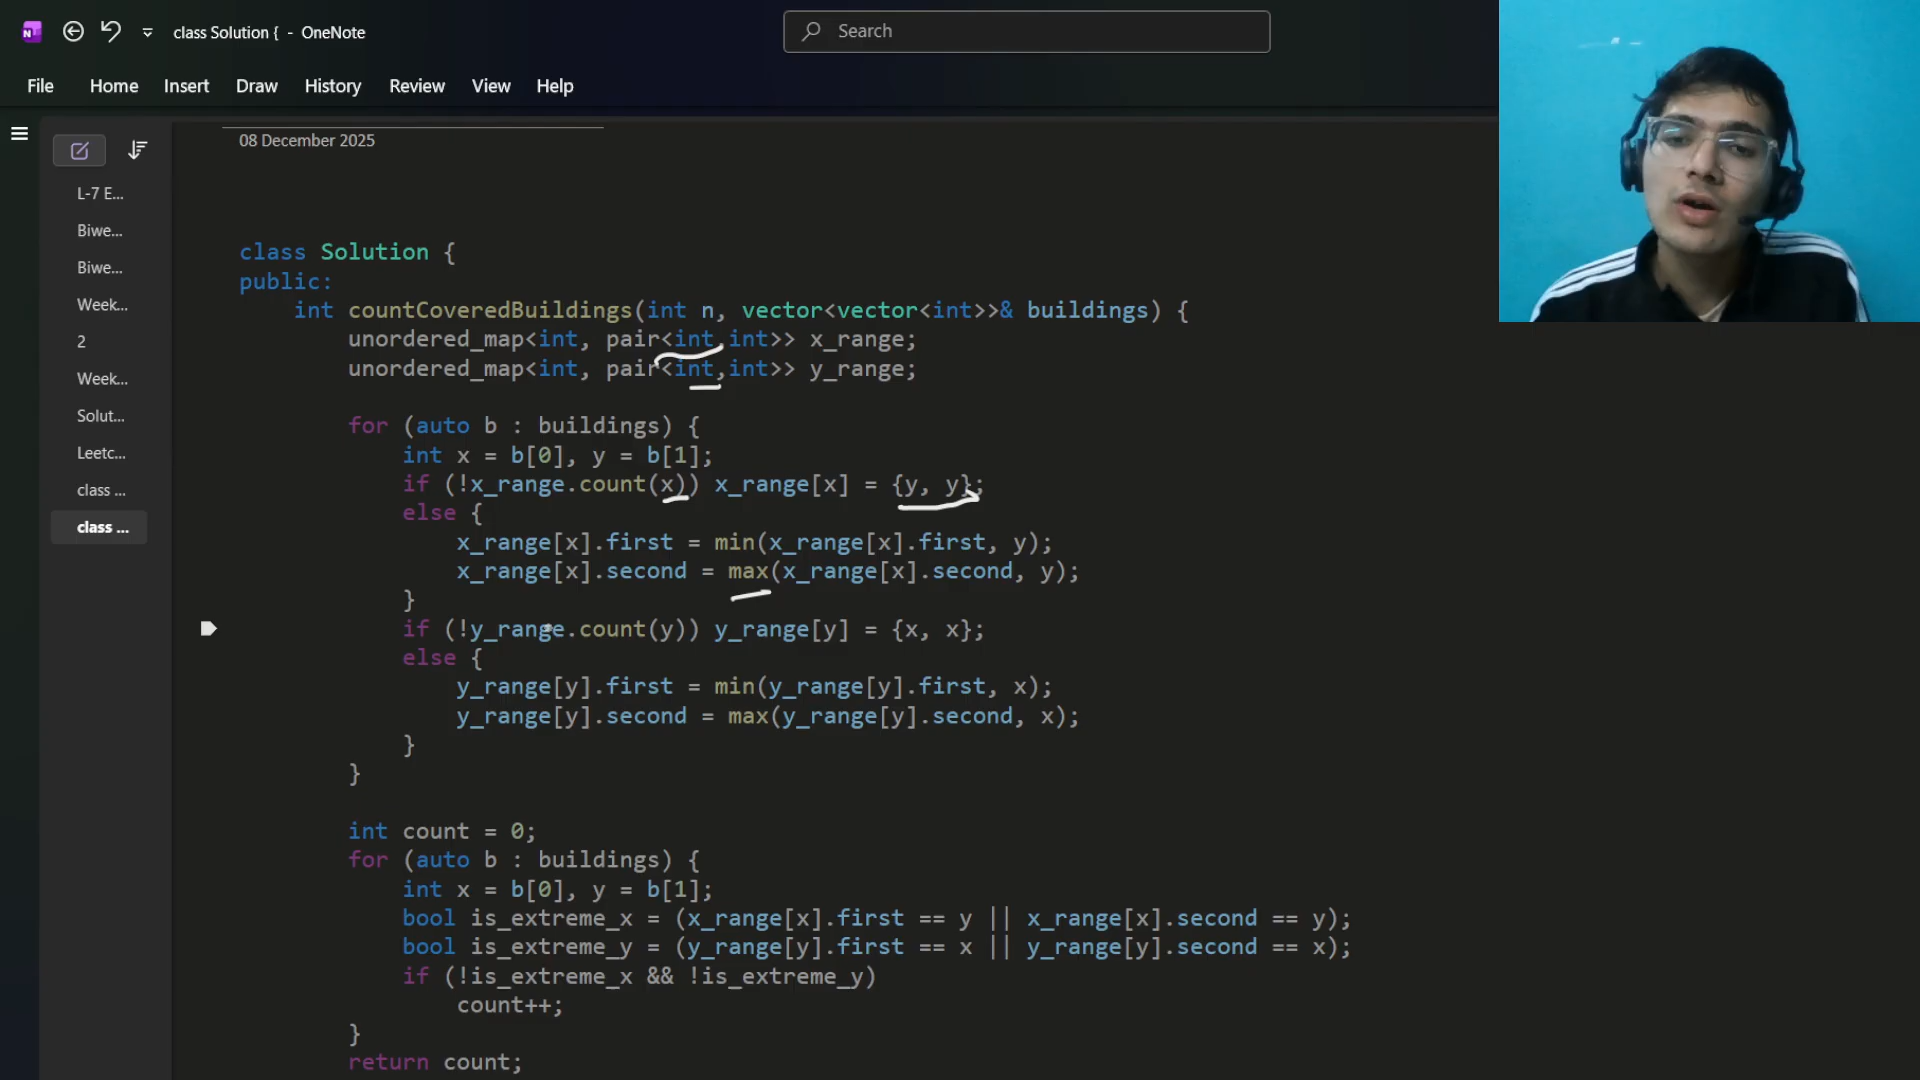 class Solution { - OneNote
Search
File Home Insert Draw History Review View Help
L-7 E...
Biwe...
Biwe...
Week...
2
Week...
Solut...
Leetc...
class ...
class ...
08 December 2025
class Solution {
public:
int countCoveredBuildings(int n, vector<vector<int>>& buildings) {
unordered_map<int, pair<int,int>> x_range;
unordered_map<int, pair<int,int>> y_range;
for (auto b : buildings) {
int x = b[0], y = b[1];
if (!x_range.count(x)) x_range[x] = {y, y};
else {
x_range[x].first = min(x_range[x].first, y);
x_range[x].second = max(x_range[x].second, y);
}
if (!y_range.count(y)) y_range[y] = {x, x};
else {
y_range[y].first = min(y_range[y].first, x);
y_range[y].second = max(y_range[y].second, x);
}
}
int count = 0;
for (auto b : buildings) {
int x = b[0], y = b[1];
bool is_extreme_x = (x_range[x].first == y || x_range[x].second == y);
bool is_extreme_y = (y_range[y].first == x || y_range[y].second == x);
if (!is_extreme_x && !is_extreme_y)
count++;
}
return count;